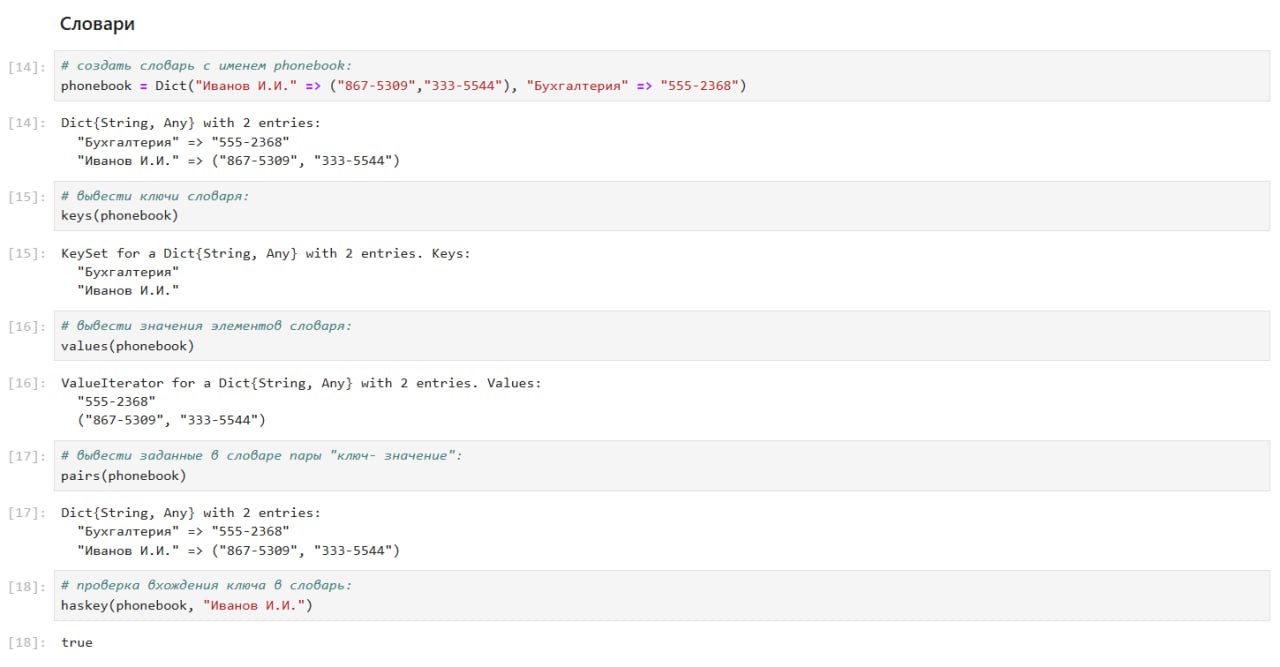 Словари
[14]: # создать словарь с именем phonebook:
phonebook = Dict("Иванов И.И." => ("867-5309","333-5544"), "Бухгалтерия" => "555-2368")
[14]: Dict{String, Any} with 2 entries:
"Бухгалтерия" => "555-2368"
"Иванов И.И." => ("867-5309", "333-5544")
[15]: # вывести ключи словаря:
keys(phonebook)
[15]: KeySet for a Dict{String, Any} with 2 entries. Keys:
"Бухгалтерия"
"Иванов И.И."
[16]: # вывести значения элементов словаря:
values(phonebook)
[16]: ValueIterator for a Dict{String, Any} with 2 entries. Values:
"555-2368"
("867-5309", "333-5544")
[17]: # вывести заданные в словаре пары "ключ- значение":
pairs(phonebook)
[17]: Dict{String, Any} with 2 entries:
"Бухгалтерия" => "555-2368"
"Иванов И.И." => ("867-5309", "333-5544")
[18]: # проверка вхождения ключа в словарь:
haskey(phonebook, "Иванов И.И.")
[18]: true